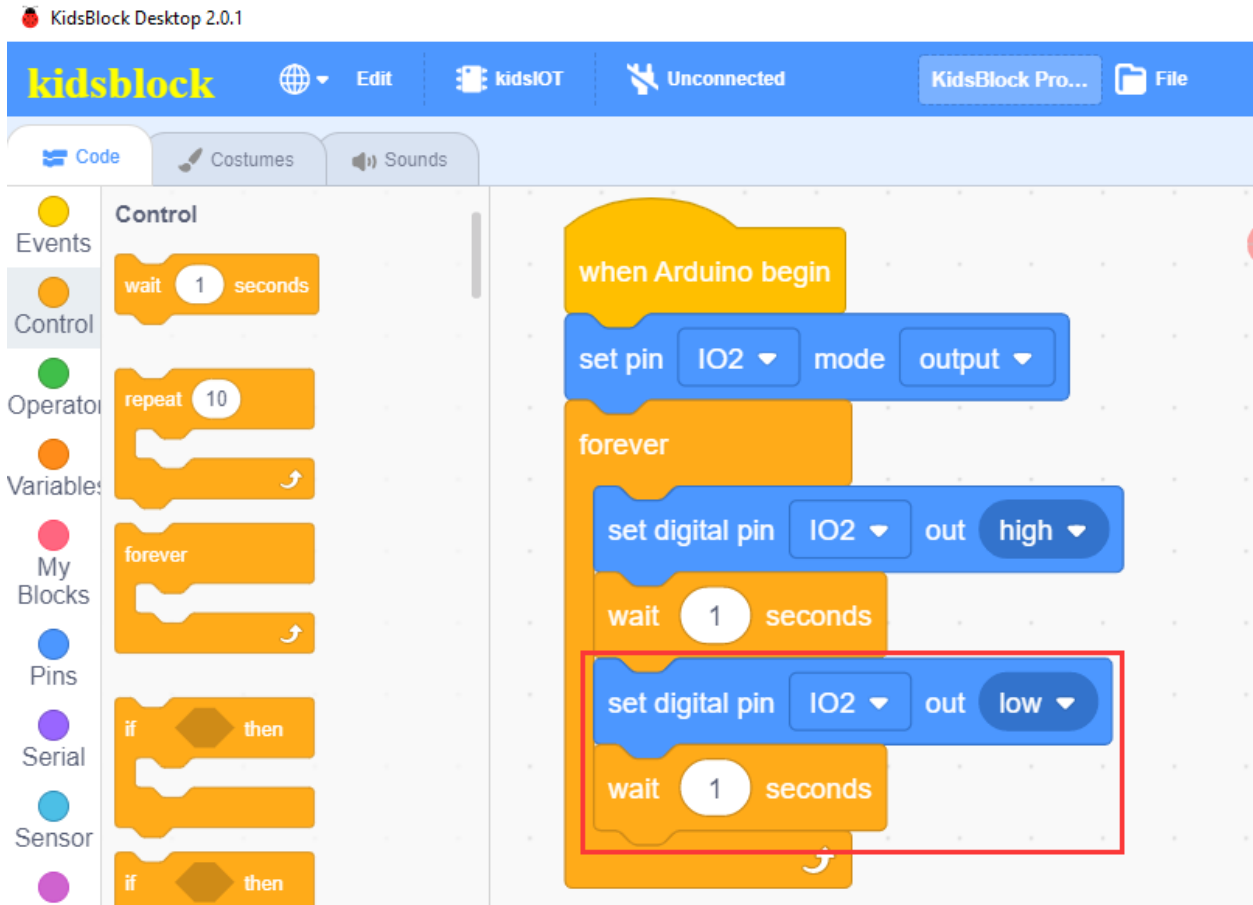 KidsBlock Desktop 2.0.1
kidsblock Edit kidsIOT Unconnected KidsBlock Pro... File
Code Costumes Sounds
Events
Control
Operator
Variables
My
Blocks
Pins
Serial
Sensor
Control
wait 1 seconds
repeat 10
forever
if then
if then
when Arduino begin
set pin IO2 mode output
forever
set digital pin IO2 out high
wait 1 seconds
set digital pin IO2 out low
wait 1 seconds